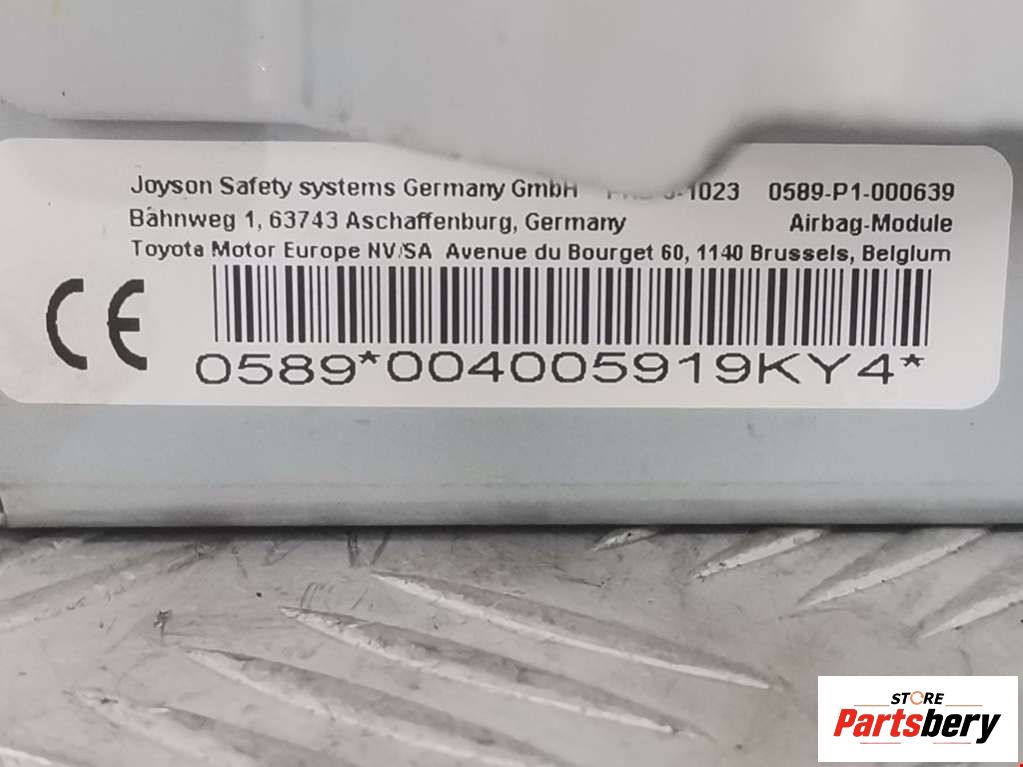 Joyson Safety systems Germany GmbH 0589-P1-000639
Bahnweg 1, 63743 Aschaffenburg, Germany Airbag-Module
Toyota Motor Europe NV/SA Avenue du Bourget 60, 1140 Brussels, Belgium
CE
0589*004005919KY4*
STORE
Partsbery